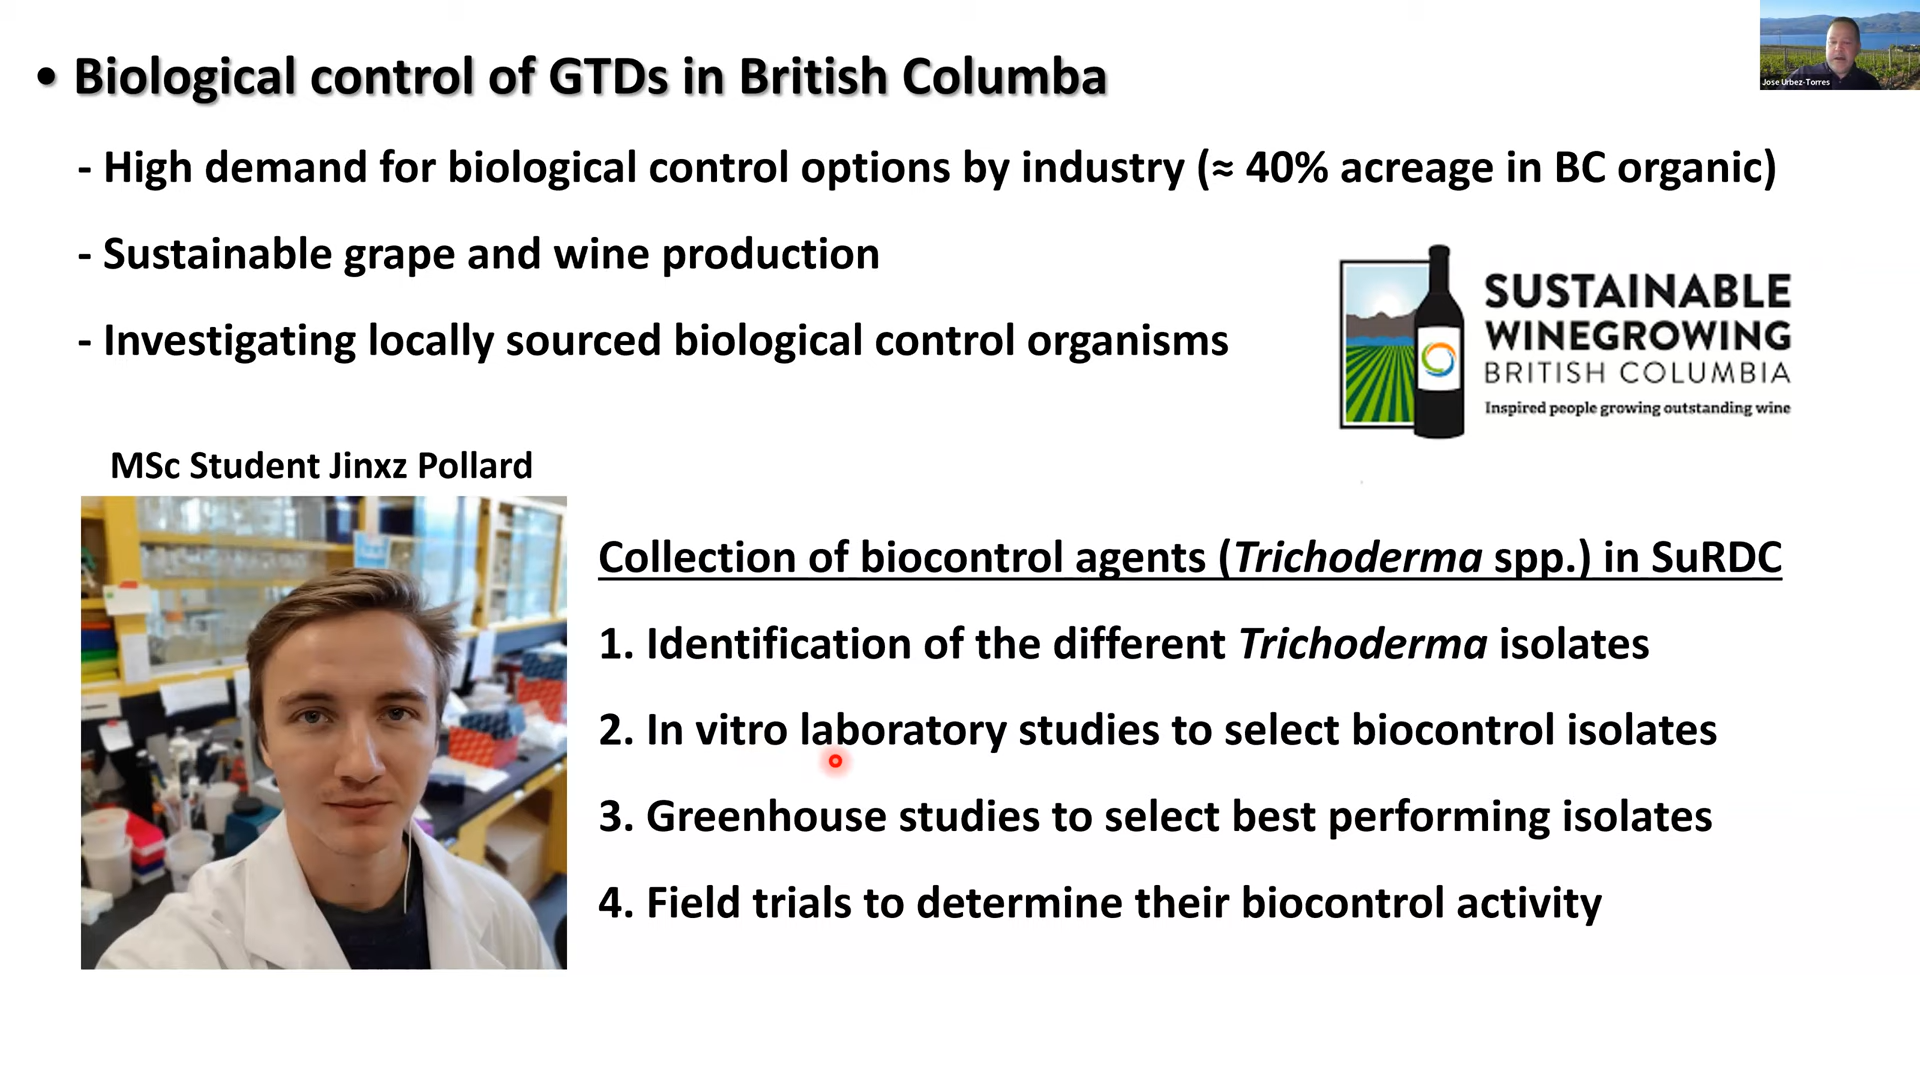 • Biological control of GTDs in British Columba
Jose Urbez-Torres
- High demand for biological control options by industry (≈ 40% acreage in BC organic)
- Sustainable grape and wine production
- Investigating locally sourced biological control organisms
SUSTAINABLE
WINEGROWING
BRITISH COLUMBIA
Inspired people growing outstanding wine
MSc Student Jinxz Pollard
Collection of biocontrol agents (Trichoderma spp.) in SuRDC
1. Identification of the different Trichoderma isolates
2. In vitro laboratory studies to select biocontrol isolates
3. Greenhouse studies to select best performing isolates
4. Field trials to determine their biocontrol activity